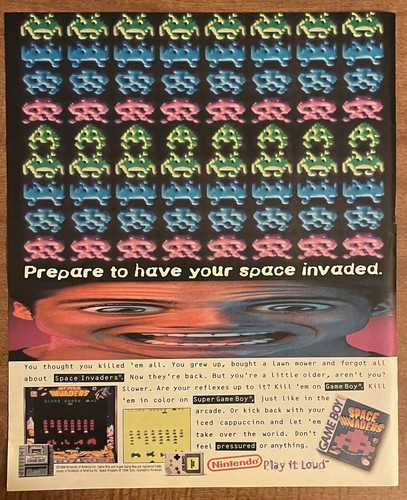 Prepare to have your space invaded.
You thought you killed 'em all. You grew up, bought a lawn mower and forgot all
about Space Invaders™. Now they're back. But you're a little older, aren't you?
Slower. Are your reflexes up to it? Kill 'em on Game Boy®. Kill
'em in color on Super Game Boy®, just like in the
arcade. Or kick back with your
iced cappuccino and let 'em
take over the world. Don't
feel pressured or anything.
GAME BOY
SPACE
INVADERS
Nintendo
Play it Loud